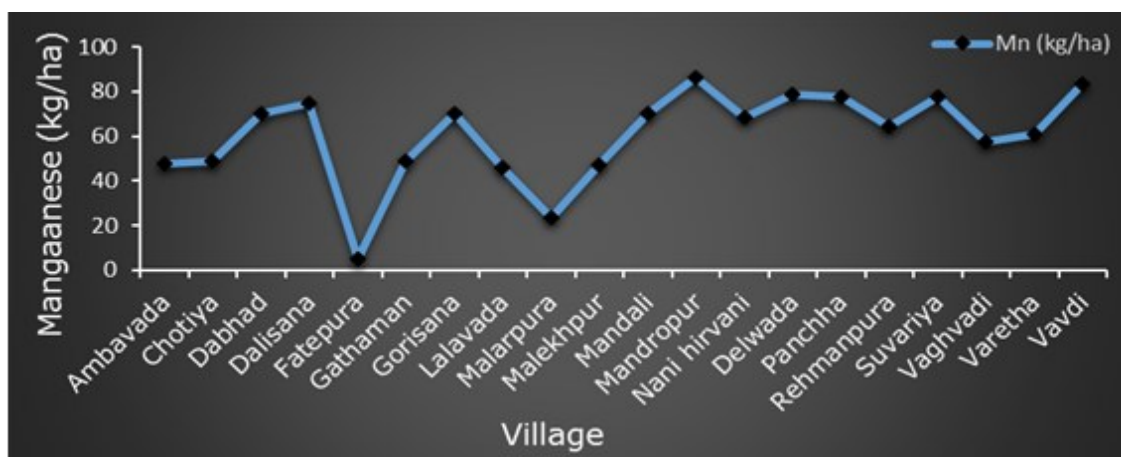 Mangaanese (kg/ha)
100
80
60
40
20
0
Mn (kg/ha)
Ambavada
Chotiya
Dabhad
Dalisana
Fatepura
Gathaman
Gorisana
Lalavada
Malarpura
Malekhpur
Mandali
Mandropur
Nani hirvani
Delwada
Panchha
Rehmanpura
Suvariya
Vaghvadi
Varetha
Vavdi
Village